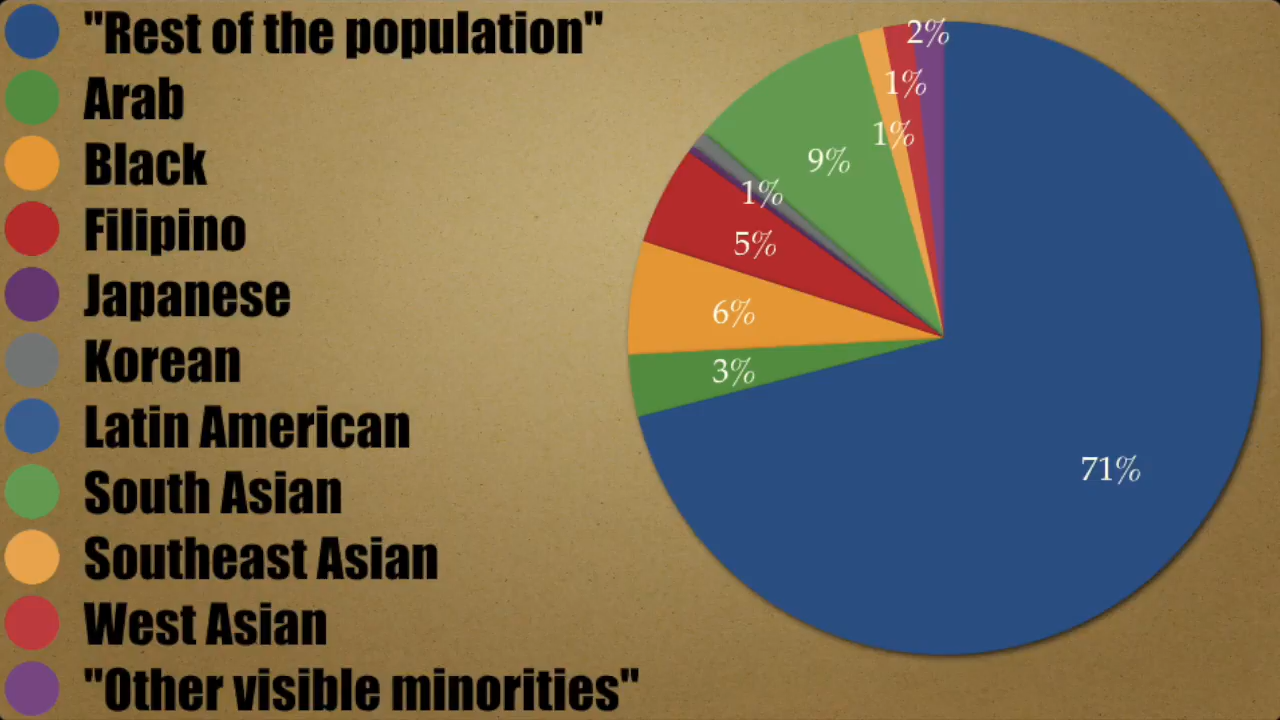 "Rest of the population"
Arab
Black
Filipino
Japanese
Korean
Latin American
South Asian
Southeast Asian
West Asian
"Other visible minorities"
2%
1%
1%
9%
1%
5%
6%
3%
71%